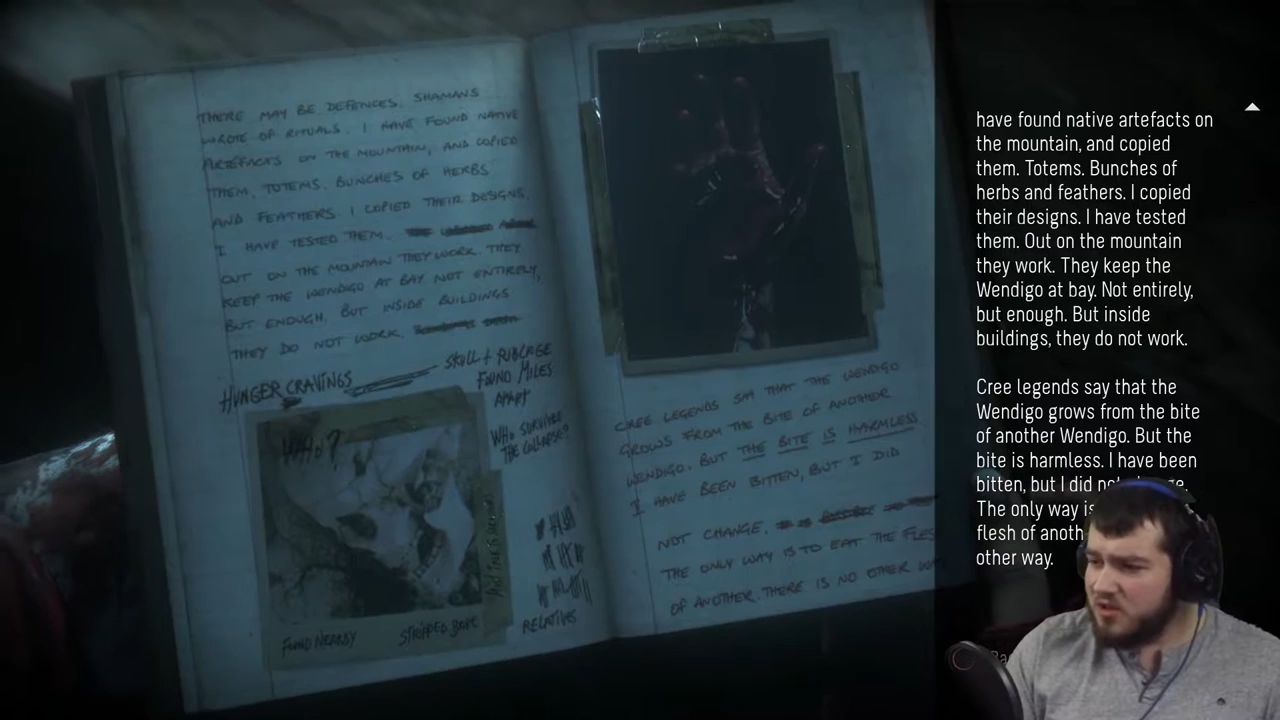 THERE MAY BE DEFENCES. SHAMANS
WROTE OF RITUALS. I HAVE FOUND NATIVE
ARTEFACTS ON THE MOUNTAIN, AND COPIED
THEM. TOTEMS. BUNCHES OF HERBS
AND FEATHERS. I COPIED THEIR DESIGNS.
I HAVE TESTED THEM.
OUT ON THE MOUNTAIN THEY WORK. THEY
KEEP THE WENDIGO AT BAY. NOT ENTIRELY,
BUT ENOUGH. BUT INSIDE BUILDINGS
THEY DO NOT WORK.
HUNGER CRAVINGS
SKULL + RIBCAGE
FOUND MILES
APART
WHO SURVIVED
THE COLLAPSE?
WHO?
RELATIVES
FOUND NEARBY
STRIPPED BARE
CREE LEGENDS SAY THAT THE WENDIGO
GROWS FROM THE BITE OF ANOTHER
WENDIGO. BUT THE BITE IS HARMLESS
I HAVE BEEN BITTEN, BUT I DID
NOT CHANGE.
THE ONLY WAY IS TO EAT THE FLES
OF ANOTHER. THERE IS NO OTHER WA
have found native artefacts on
the mountain, and copied
them. Totems. Bunches of
herbs and feathers. I copied
their designs. I have tested
them. Out on the mountain
they work. They keep the
Wendigo at bay. Not entirely,
but enough. But inside
buildings, they do not work.
Cree legends say that the
Wendigo grows from the bite
of another Wendigo. But the
bite is harmless. I have been
bitten, but I did
The only way is
flesh of anoth
other way.
Ba